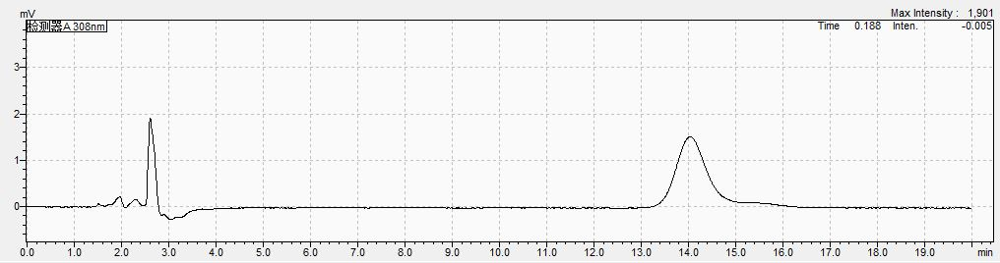 mV
Max Intensity : 1,901
检测器A 308nm
Time 0.188 Inten. -0.005
3
2
1
0
0.0 1.0 2.0 3.0 4.0 5.0 6.0 7.0 8.0 9.0 10.0 11.0 12.0 13.0 14.0 15.0 16.0 17.0 18.0 19.0 min